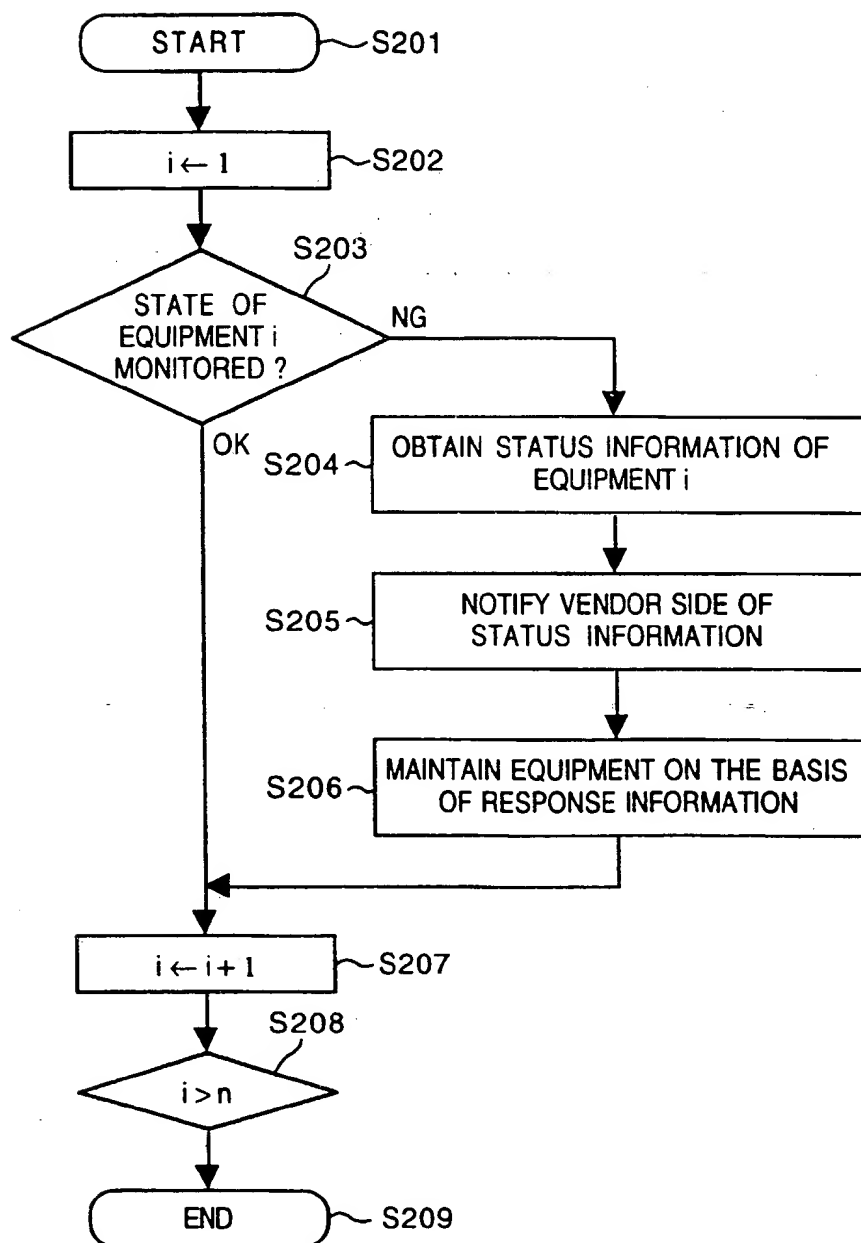 START
S201
i ← 1
S202
S203
STATE OF
EQUIPMENT i
MONITORED ?
NG
OK
S204
OBTAIN STATUS INFORMATION OF
EQUIPMENT i
S205
NOTIFY VENDOR SIDE OF
STATUS INFORMATION
S206
MAINTAIN EQUIPMENT ON THE BASIS
OF RESPONSE INFORMATION
i ← i + 1
S207
S208
i > n
END
S209